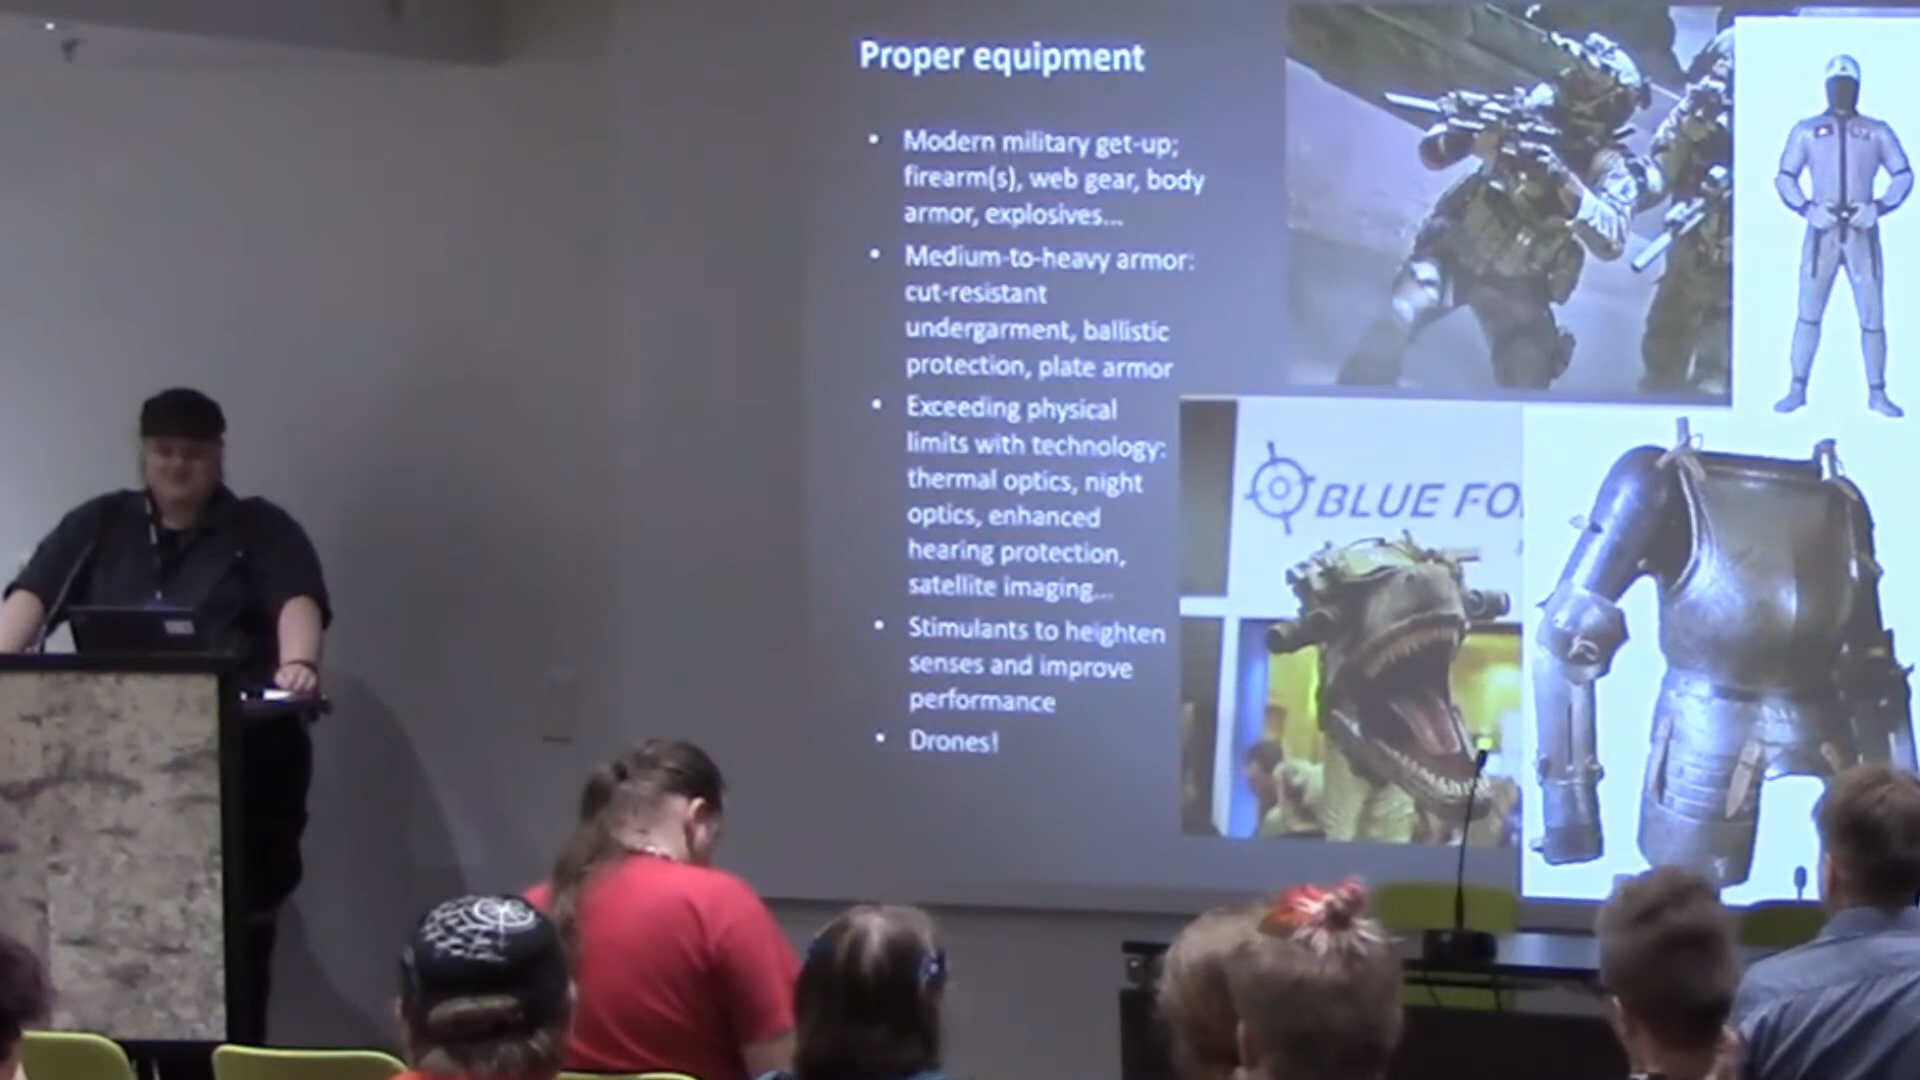 Proper equipment
• Modern military get-up;
firearm(s), web gear, body
armor, explosives...
• Medium-to-heavy armor:
cut-resistant
undergarment, ballistic
protection, plate armor
• Exceeding physical
limits with technology:
thermal optics, night
optics, enhanced
hearing protection,
satellite imaging...
• Stimulants to heighten
senses and improve
performance
• Drones!
BLUE FO